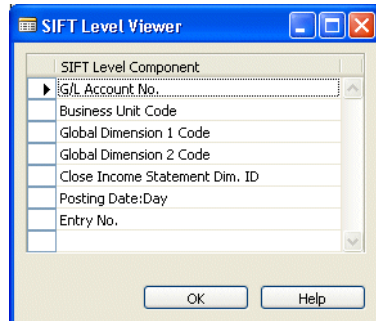 SIFT Level Viewer
SIFT Level Component
G/L Account No.
Business Unit Code
Global Dimension 1 Code
Global Dimension 2 Code
Close Income Statement Dim. ID
Posting Date:Day
Entry No.
OK Help